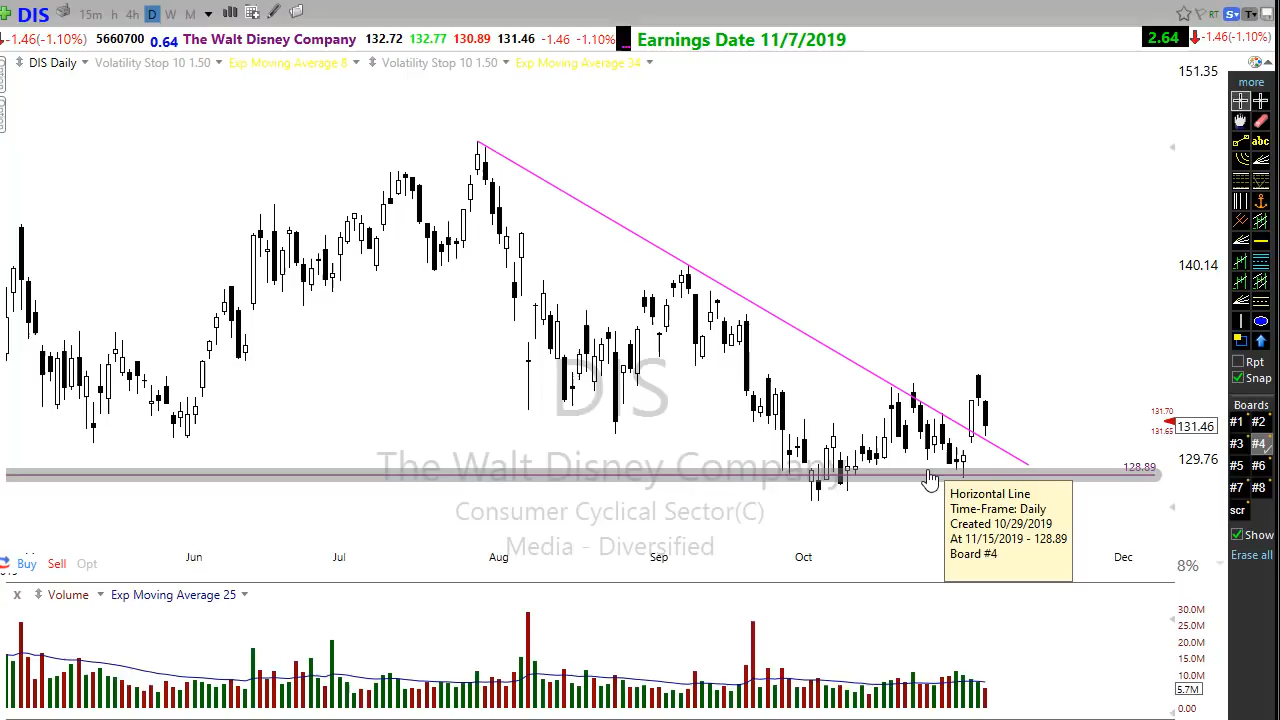 DIS 15m h 4h D W M RT S T
-1.46(-1.10%) 5660700 0.64 The Walt Disney Company 132.72 132.77 130.89 131.46 -1.46 -1.10% Earnings Date 11/7/2019 2.64 -1.46(-1.10%)
DIS Daily Volatility Stop 10 1.50 Exp Moving Average 8 Volatility Stop 10 1.50 Exp Moving Average 34
151.35
more
abc
140.14
Rpt
Snap
Boards
DIS
131.70
131.46
131.65
#1 #2
#3 #4
#5 #6
#7 #8
scr
129.76
128.89
The Walt Disney Company
Consumer Cyclical Sector(C)
Media - Diversified
Horizontal Line
Time-Frame: Daily
Created 10/29/2019
At 11/15/2019 - 128.89
Board #4
Show
Erase all
Jun Jul Aug Sep Oct Dec
Buy Sell Opt
8%
X Volume Exp Moving Average 25
30.0M
25.0M
20.0M
15.0M
10.0M
5.7M
0.00